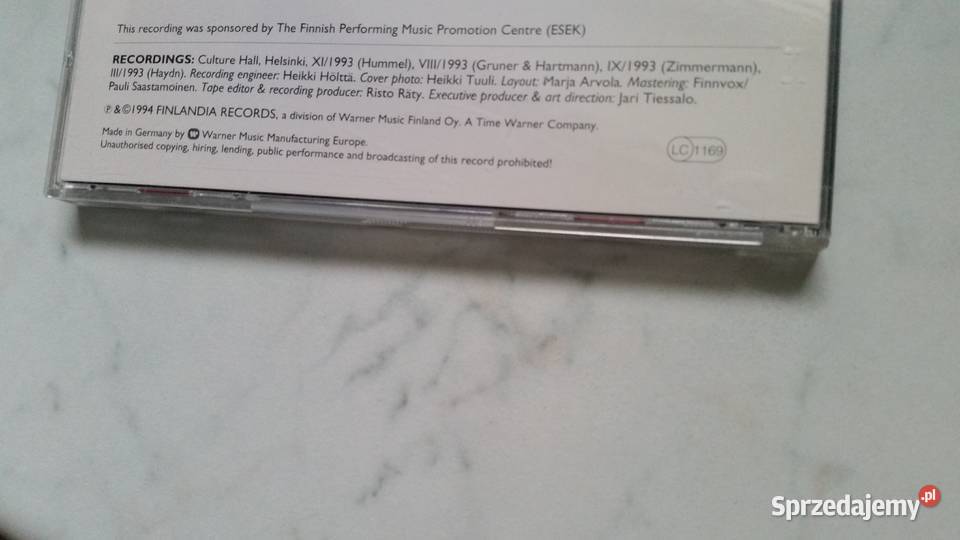 This recording was sponsored by The Finnish Performing Music Promotion Centre (ESEK)
RECORDINGS: Culture Hall, Helsinki, XI/1993 (Hummel), VIII/1993 (Gruner & Hartmann), IX/1993 (Zimmermann),
III/1993 (Haydn). Recording engineer: Heikki Hölttä. Cover photo: Heikki Tuuli. Layout: Marja Arvola. Mastering: Finnvox/
Pauli Saastamoinen. Tape editor & recording producer: Risto Räty. Executive producer & art direction: Jari Tiessalo.
℗ &©1994 FINLANDIA RECORDS, a division of Warner Music Finland Oy. A Time Warner Company.
Made in Germany by Warner Music Manufacturing Europe.
Unauthorised copying, hiring, lending, public performance and broadcasting of this record prohibited!
LC 1169
Sprzedajemy.pl